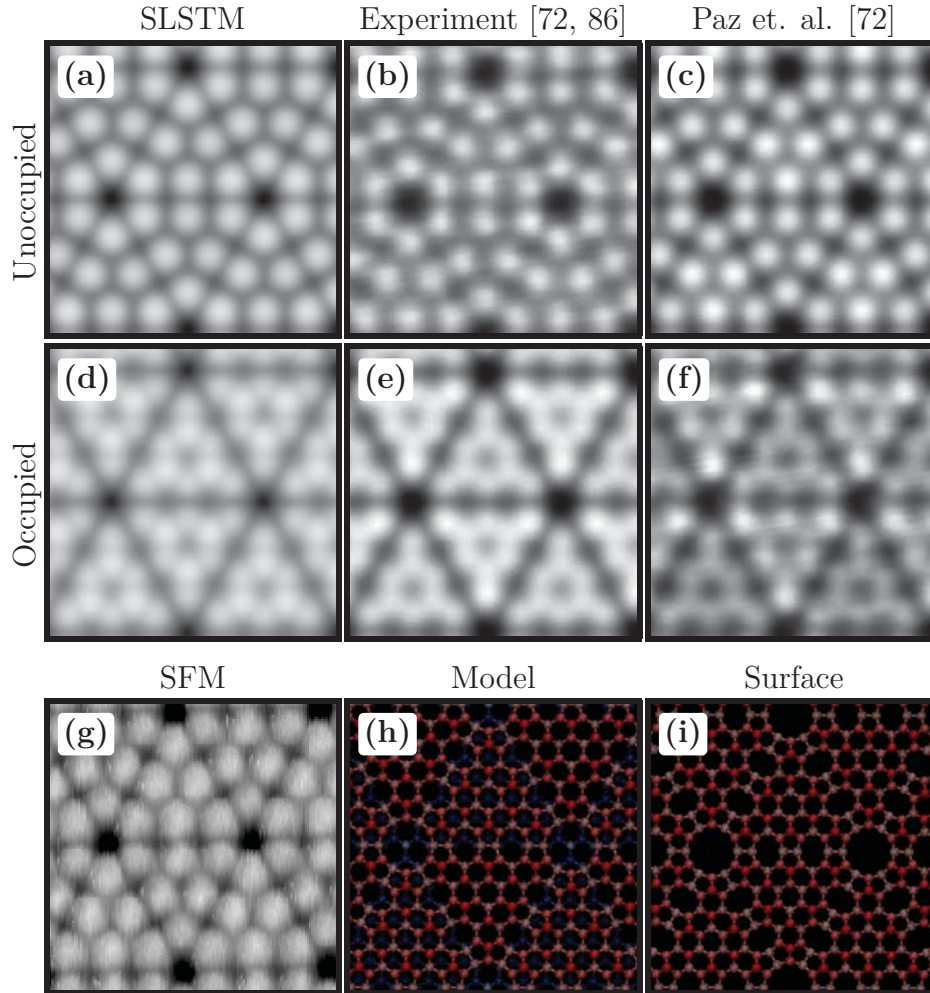 SLSTM Experiment [72, 86] Paz et. al. [72]
Unoccupied
(a) (b) (c)
Occupied
(d) (e) (f)
SFM Model Surface
(g) (h) (i)